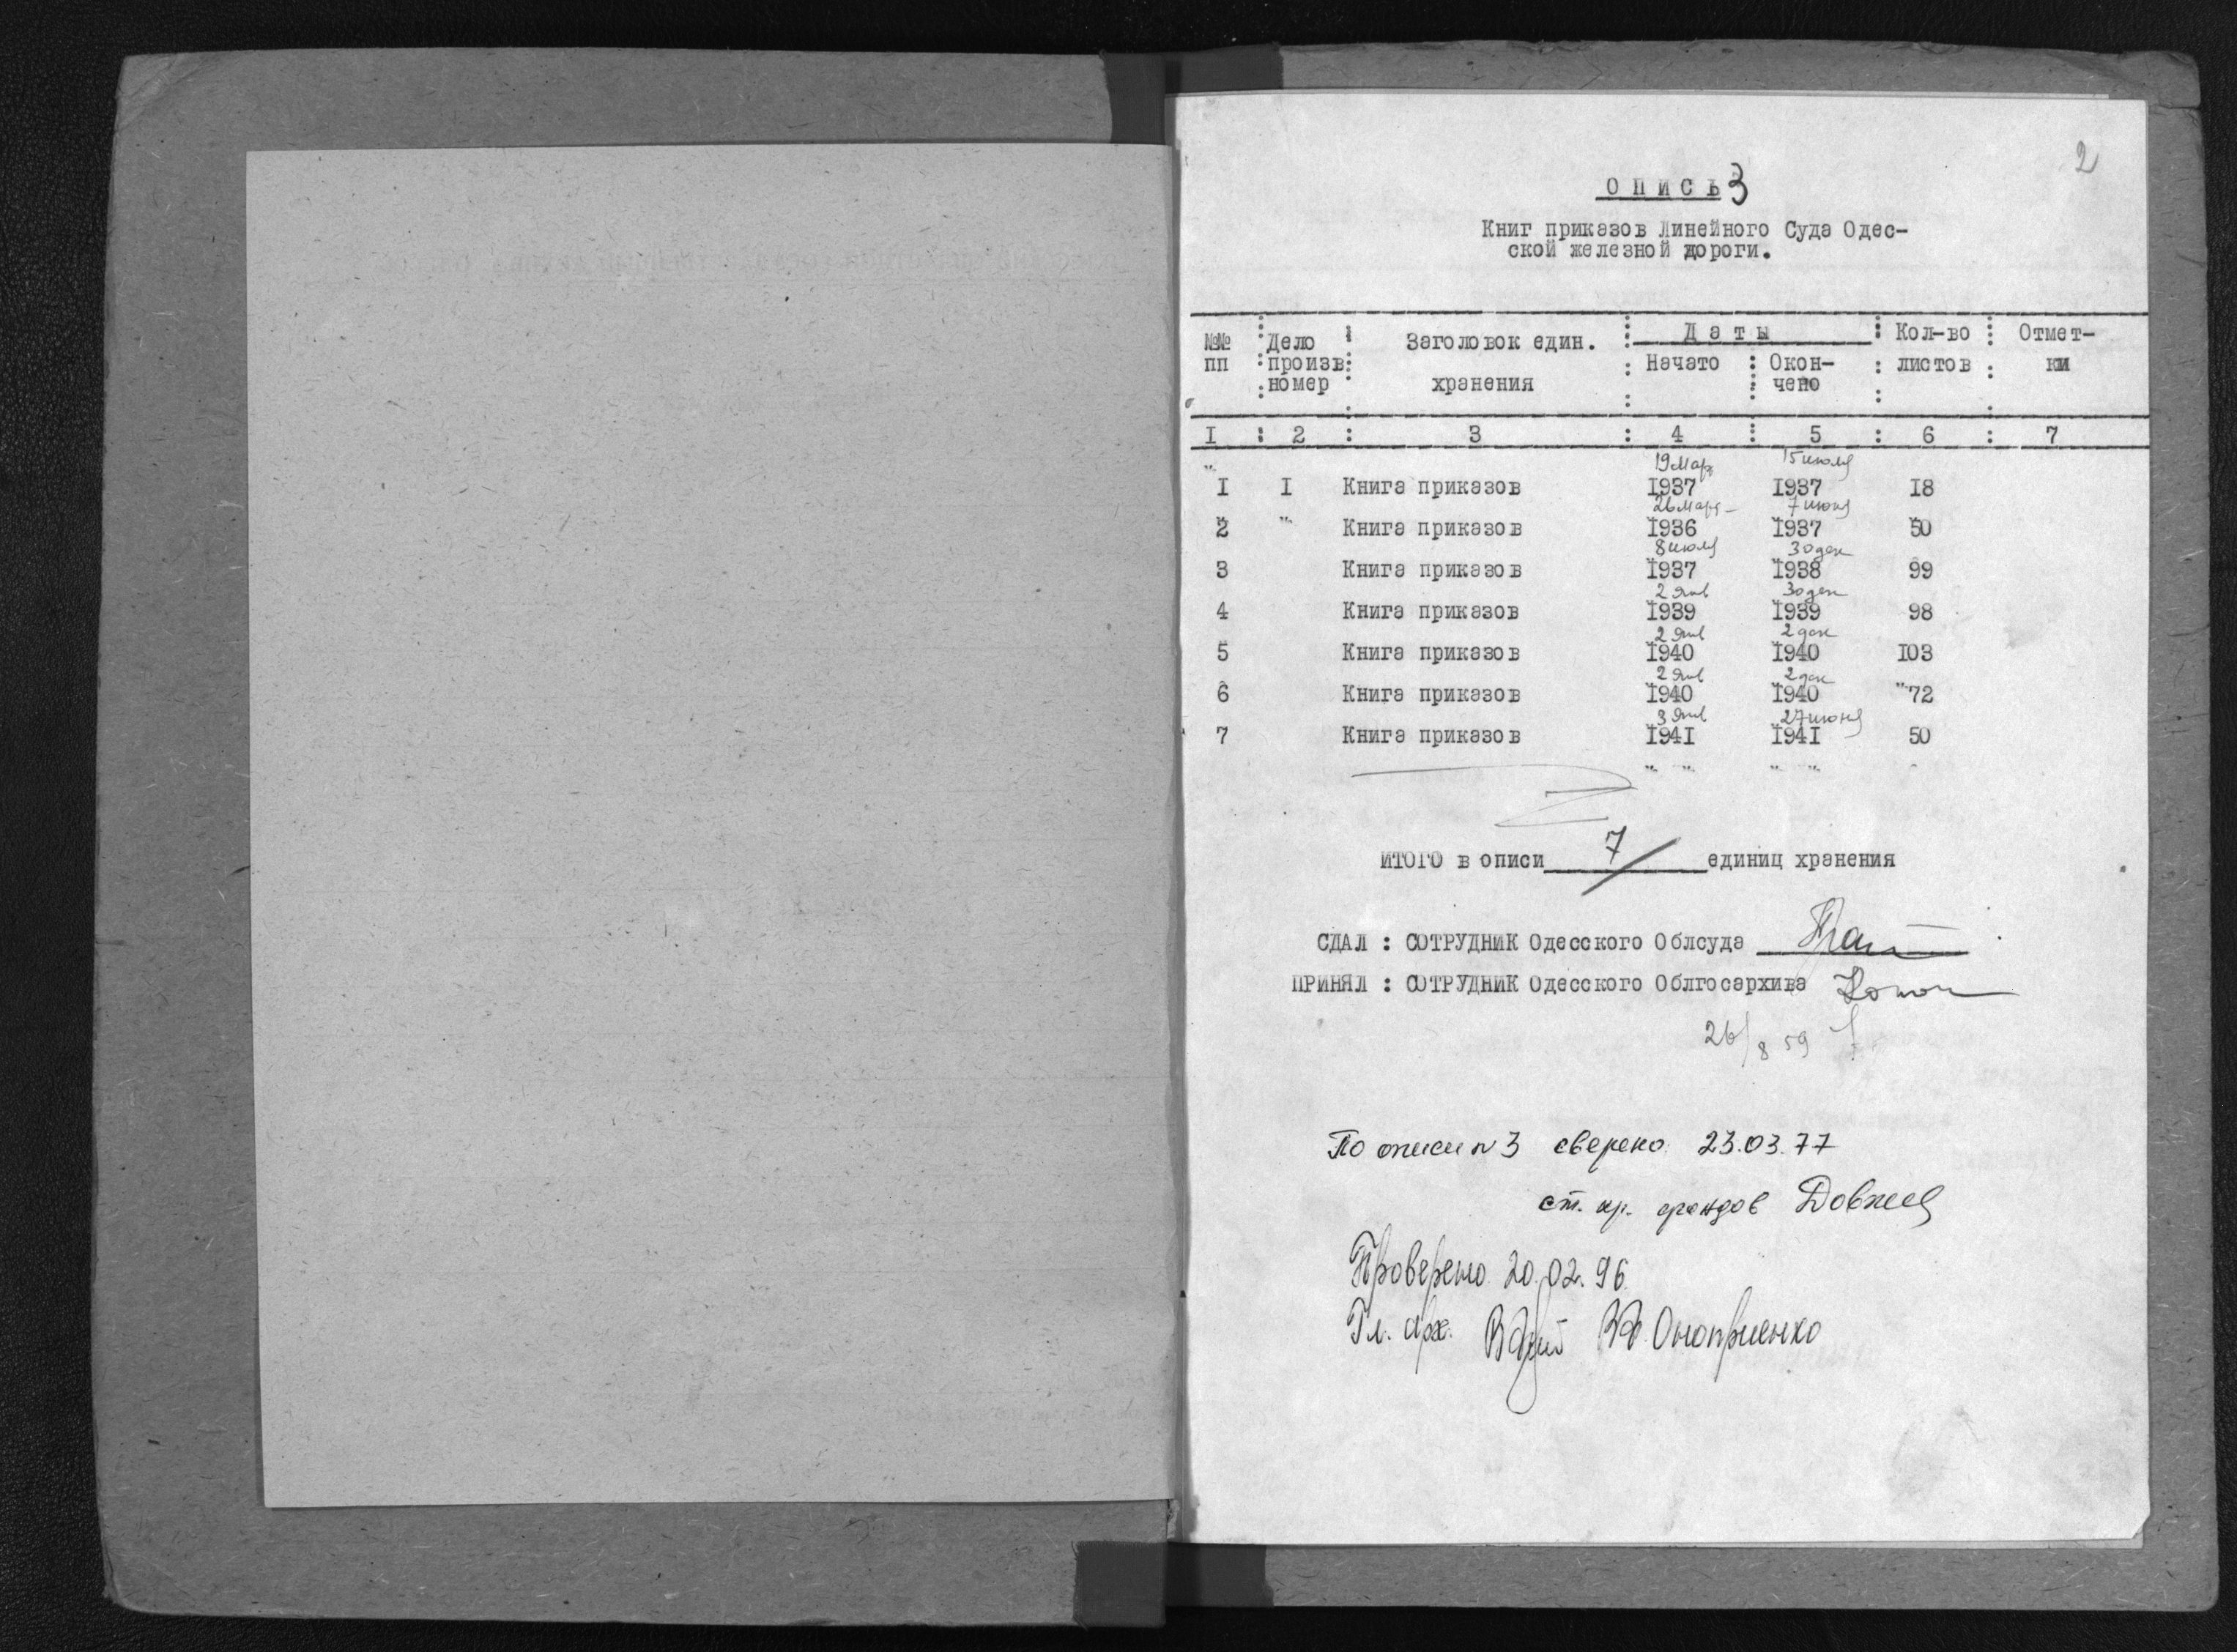 2
ОПИСЬ 3
Книг приказов Линейного Суда Одес-
ской железной дороги.
№№ : Дело : Заголовок един. : Даты : Кол-во : Отмет-
пп : произв : Начато : Окон- : листов : ки
: номер : хранения : : чено :
I : 2 : 3 : 4 : 5 : 6 : 7
19 Мар 15 июля
I I Книга приказов 1937 1937 18
26 Мар 7 июня
2 " Книга приказов 1936 1937 50
8 июля 30 дек
3 Книга приказов 1937 1938 99
2 Янв 30 дек
4 Книга приказов 1939 1939 98
2 Янв 2 дек
5 Книга приказов 1940 1940 103
2 Янв 2 дек
6 Книга приказов 1940 1940 72
3 Янв 27 июня
7 Книга приказов 1941 1941 50
ИТОГО в описи 7 единиц хранения
СДАЛ : СОТРУДНИК Одесского Облсуда
ПРИНЯЛ : СОТРУДНИК Одесского Облгосархива
26/8 59
По описи N 3 сверено 23.03.77
ст. хр. фондов
Проверено 20.02.96
Гл. арх. Оноприенко